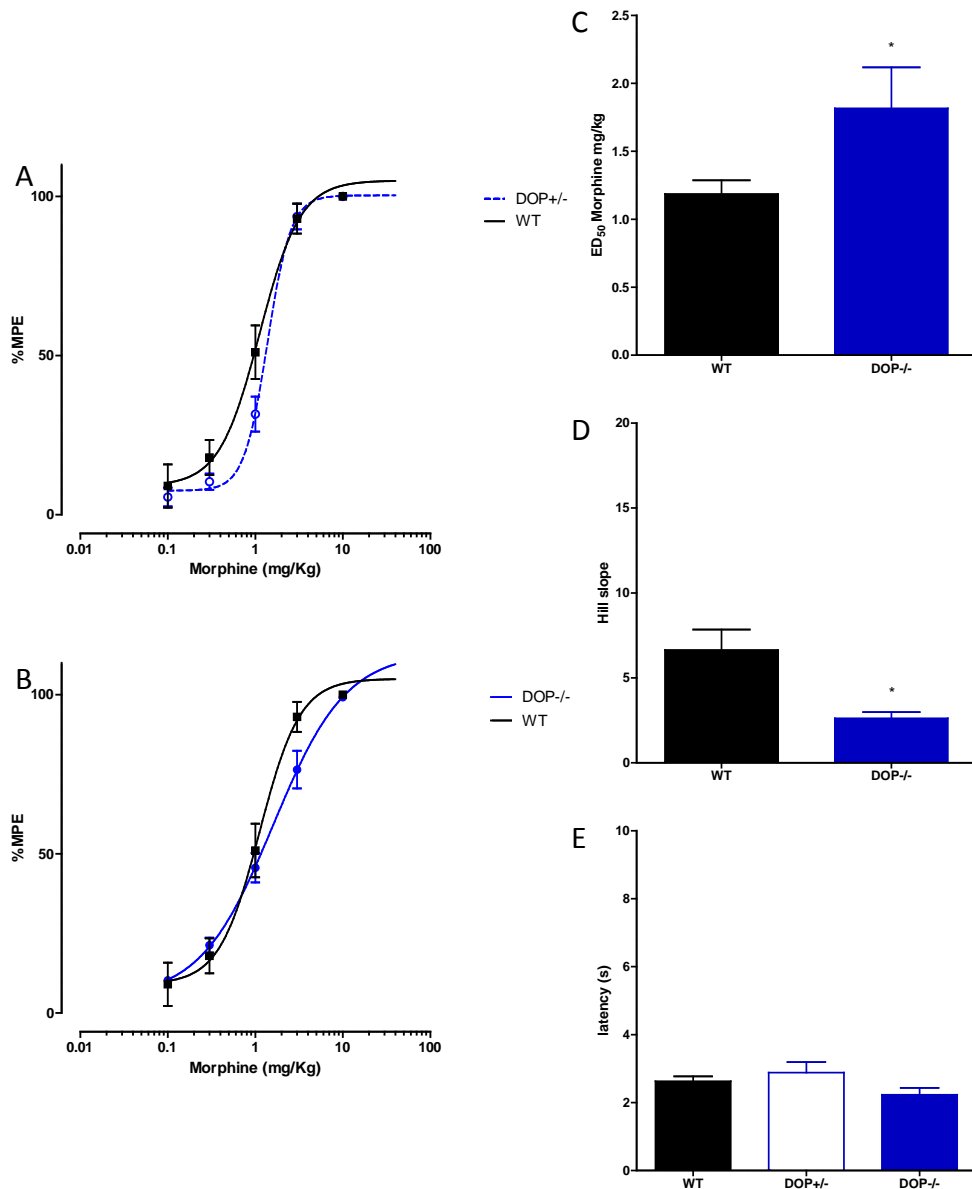 A
100
50
0
%MPE
0.01 0.1 1 10 100
Morphine (mg/Kg)
DOP+/-
WT
B
100
50
0
%MPE
0.01 0.1 1 10 100
Morphine (mg/Kg)
DOP-/-
WT
C
2.5
2.0
1.5
1.0
0.5
0.0
ED50 Morphine mg/kg
*
WT DOP-/-
D
20
15
10
5
0
Hill slope
*
WT DOP-/-
E
10
8
6
4
2
0
latency (s)
WT DOP+/- DOP-/-